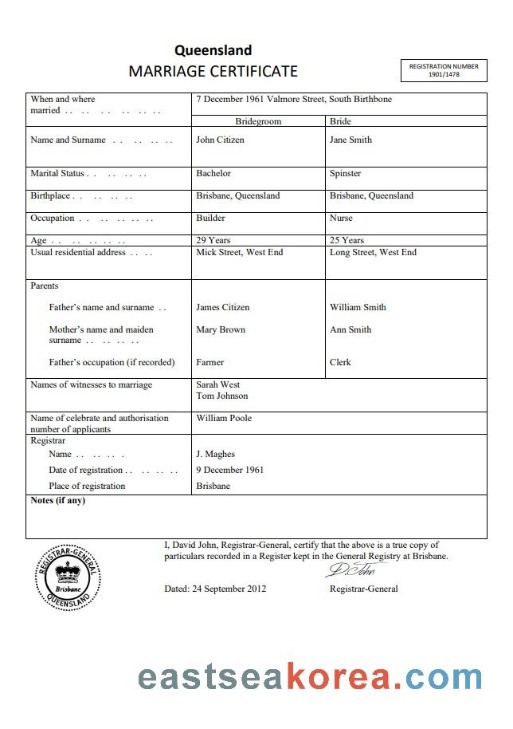 Queensland
MARRIAGE CERTIFICATE
REGISTRATION NUMBER
1901/1478
When and where
married . . . . . . . . . . . .
7 December 1961 Valmore Street, South Birthbone
Bridegroom Bride
Name and Surname . . . . . . . . John Citizen Jane Smith
Marital Status . . . . . . . . Bachelor Spinster
Birthplace . . . . . . . . Brisbane, Queensland Brisbane, Queensland
Occupation . . . . . . . . . . Builder Nurse
Age . . . . . . . . . . 29 Years 25 Years
Usual residential address . . . . Mick Street, West End Long Street, West End
Parents
Father's name and surname . . James Citizen William Smith
Mother's name and maiden
surname . . . . . . . .
Mary Brown Ann Smith
Father's occupation (if recorded) Farmer Clerk
Names of witnesses to marriage Sarah West
Tom Johnson
Name of celebrate and authorisation
number of applicants
William Poole
Registrar
Name . . . . . . . J. Maghes
Date of registration . . . . . . . . 9 December 1961
Place of registration Brisbane
Notes (if any)
I, David John, Registrar-General, certify that the above is a true copy of
particulars recorded in a Register kept in the General Registry at Brisbane.
D.John
Dated: 24 September 2012 Registrar-General
REGISTRAR-GENERAL
Brisbane
QUEENSLAND
eastseakorea.com